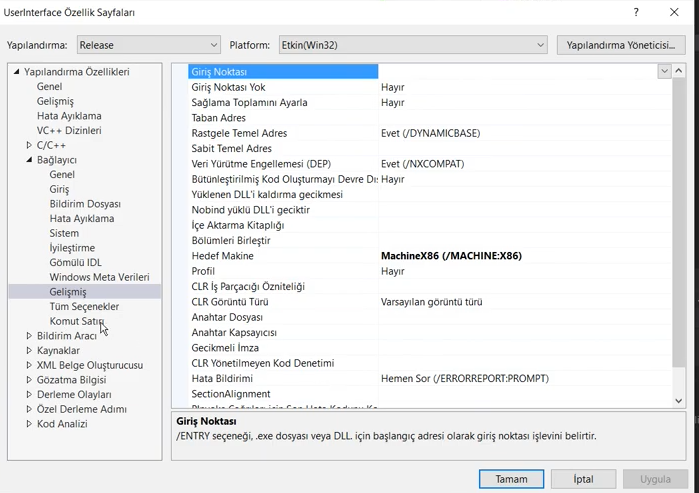 UserInterface Özellik Sayfaları
? X
Yapılandırma: Release Platform: Etkin(Win32) Yapılandırma Yöneticisi...
Yapılandırma Özellikleri
Genel
Gelişmiş
Hata Ayıklama
VC++ Dizinleri
C/C++
Bağlayıcı
Genel
Giriş
Bildirim Dosyası
Hata Ayıklama
Sistem
İyileştirme
Gömülü IDL
Windows Meta Verileri
Gelişmiş
Tüm Seçenekler
Komut Satırı
Bildirim Aracı
Kaynaklar
XML Belge Oluşturucusu
Gözatma Bilgisi
Derleme Olayları
Özel Derleme Adımı
Kod Analizi
Giriş Noktası
Giriş Noktası Yok Hayır
Sağlama Toplamını Ayarla Hayır
Taban Adres
Rastgele Temel Adres Evet (/DYNAMICBASE)
Sabit Temel Adres
Veri Yürütme Engellemesi (DEP) Evet (/NXCOMPAT)
Bütünleştirilmiş Kod Oluşturmayı Devre Dış Hayır
Yüklenen DLL'i kaldırma gecikmesi
Nobind yüklü DLL'i geciktir
İçe Aktarma Kitaplığı
Bölümleri Birleştir
Hedef Makine MachineX86 (/MACHINE:X86)
Profil Hayır
CLR İş Parçacığı Özniteliği
CLR Görüntü Türü Varsayılan görüntü türü
Anahtar Dosyası
Anahtar Kapsayıcısı
Gecikmeli İmza
CLR Yönetilmeyen Kod Denetimi
Hata Bildirimi Hemen Sor (/ERRORREPORT:PROMPT)
SectionAlignment
Giriş Noktası
/ENTRY seçeneği, .exe dosyası veya DLL. için başlangıç adresi olarak giriş noktası işlevini belirtir.
Tamam İptal Uygula